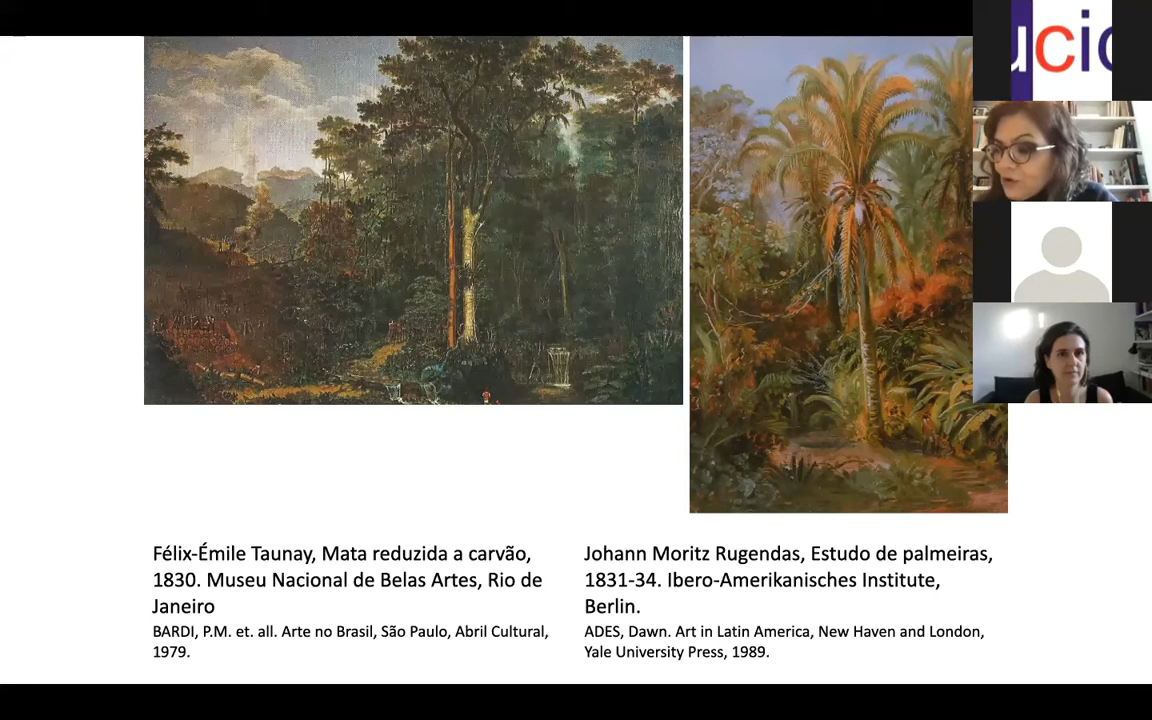 ucic
Félix-Émile Taunay, Mata reduzida a carvão,
1830. Museu Nacional de Belas Artes, Rio de
Janeiro
BARDI, P.M. et. all. Arte no Brasil, São Paulo, Abril Cultural,
1979.
Johann Moritz Rugendas, Estudo de palmeiras,
1831-34. Ibero-Amerikanisches Institute,
Berlin.
ADES, Dawn. Art in Latin America, New Haven and London,
Yale University Press, 1989.